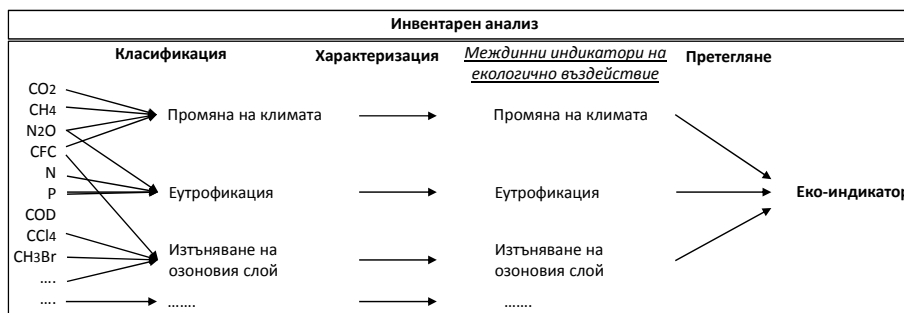 Инвентарен анализ
Класификация
Характеризация
Междинни индикатори на
екологично въздействие
Претегляне
CO2
CH4
N2O
CFC
N
P
COD
CCl4
CH3Br
....
....
Промяна на климата
Еутрофикация
Изтъняване на
озоновия слой
.......
Промяна на климата
Еутрофикация
Изтъняване на
озоновия слой
.......
Еко-индикатор